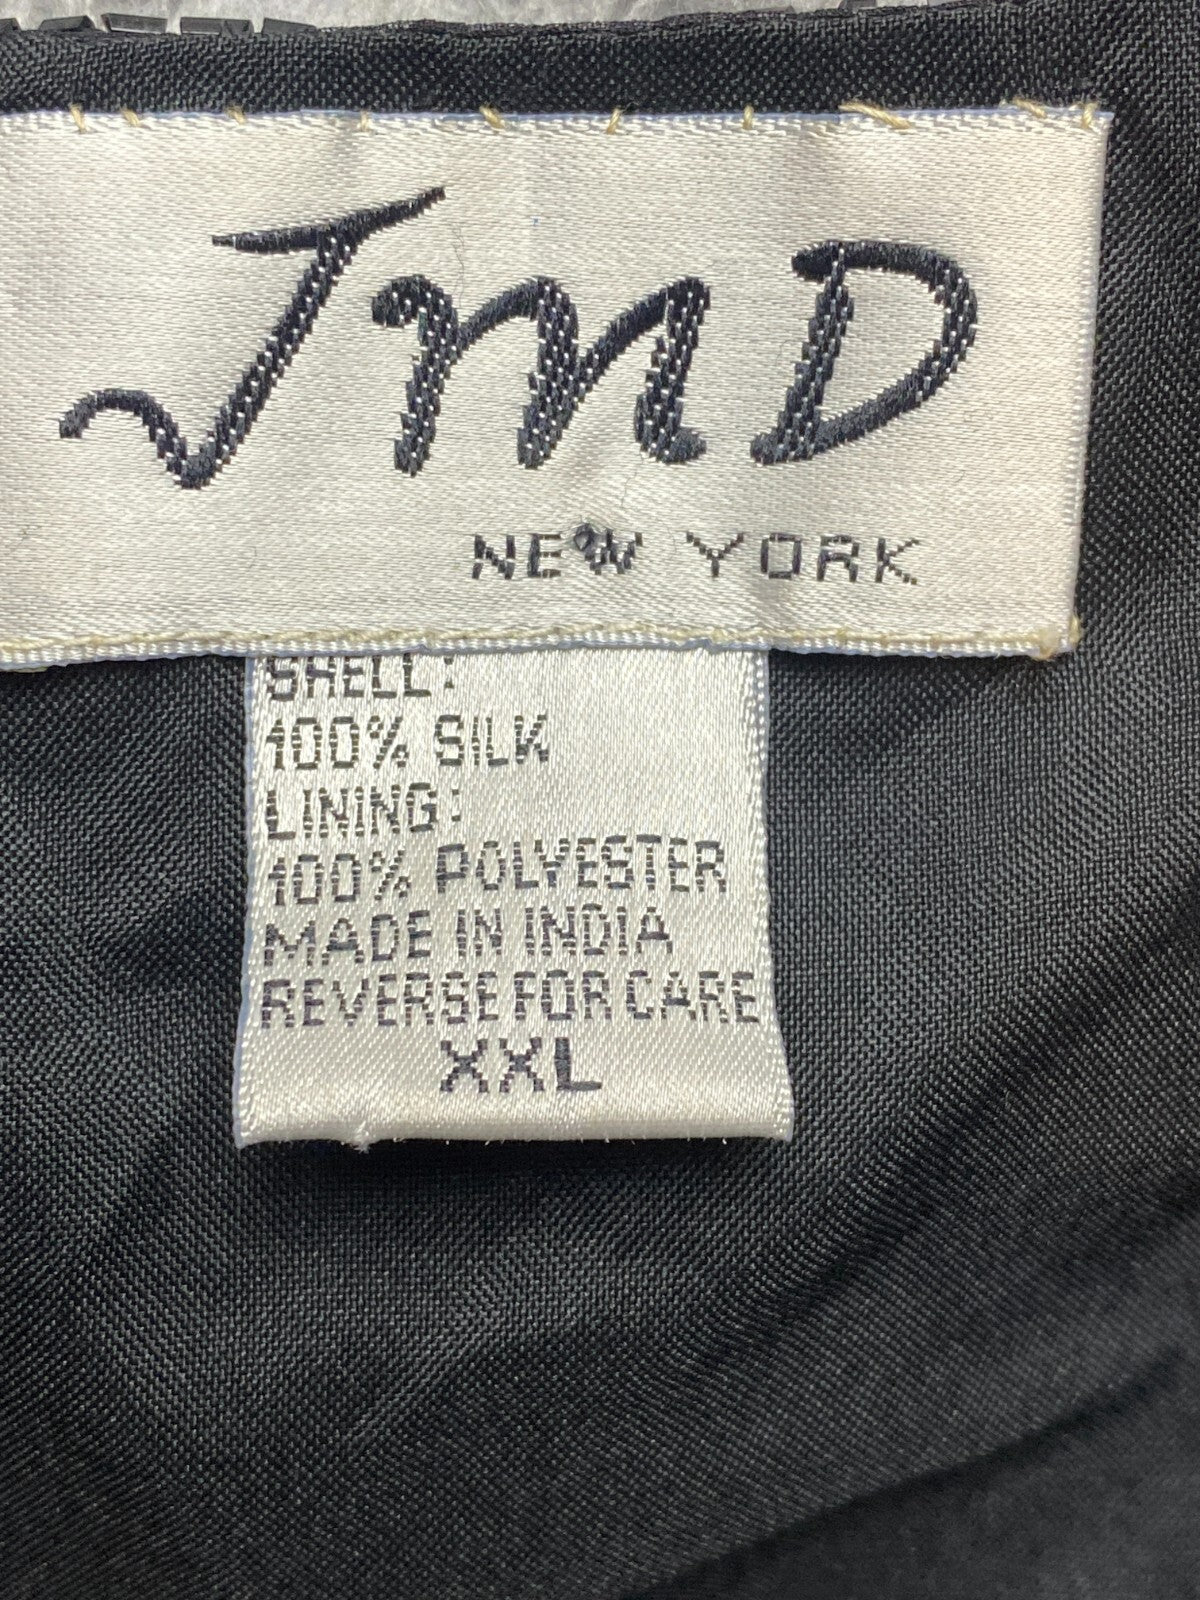 JMD
NEW YORK
SHELL:
100% SILK
LINING:
100% POLYESTER
MADE IN INDIA
REVERSE FOR CARE
XXL